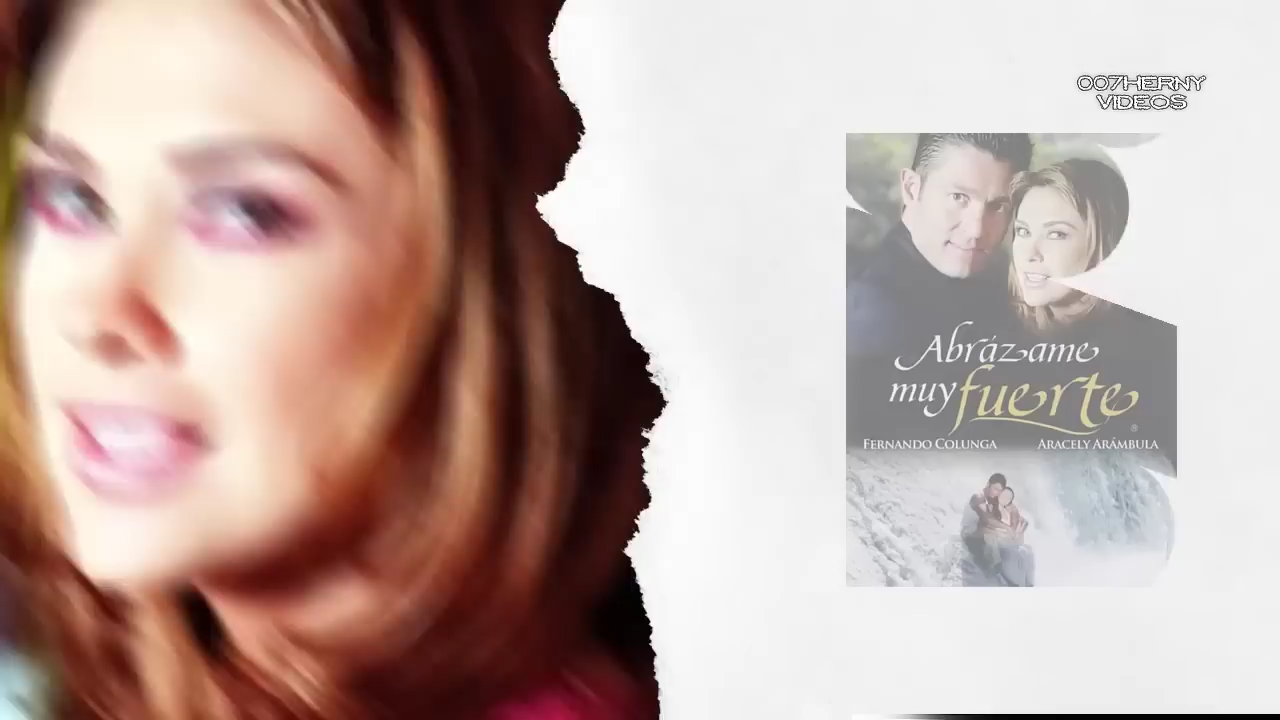 007HERNY
VIDEOS
Abrázame
muy fuerte
®
FERNANDO COLUNGA
ARACELY ARÁMBULA